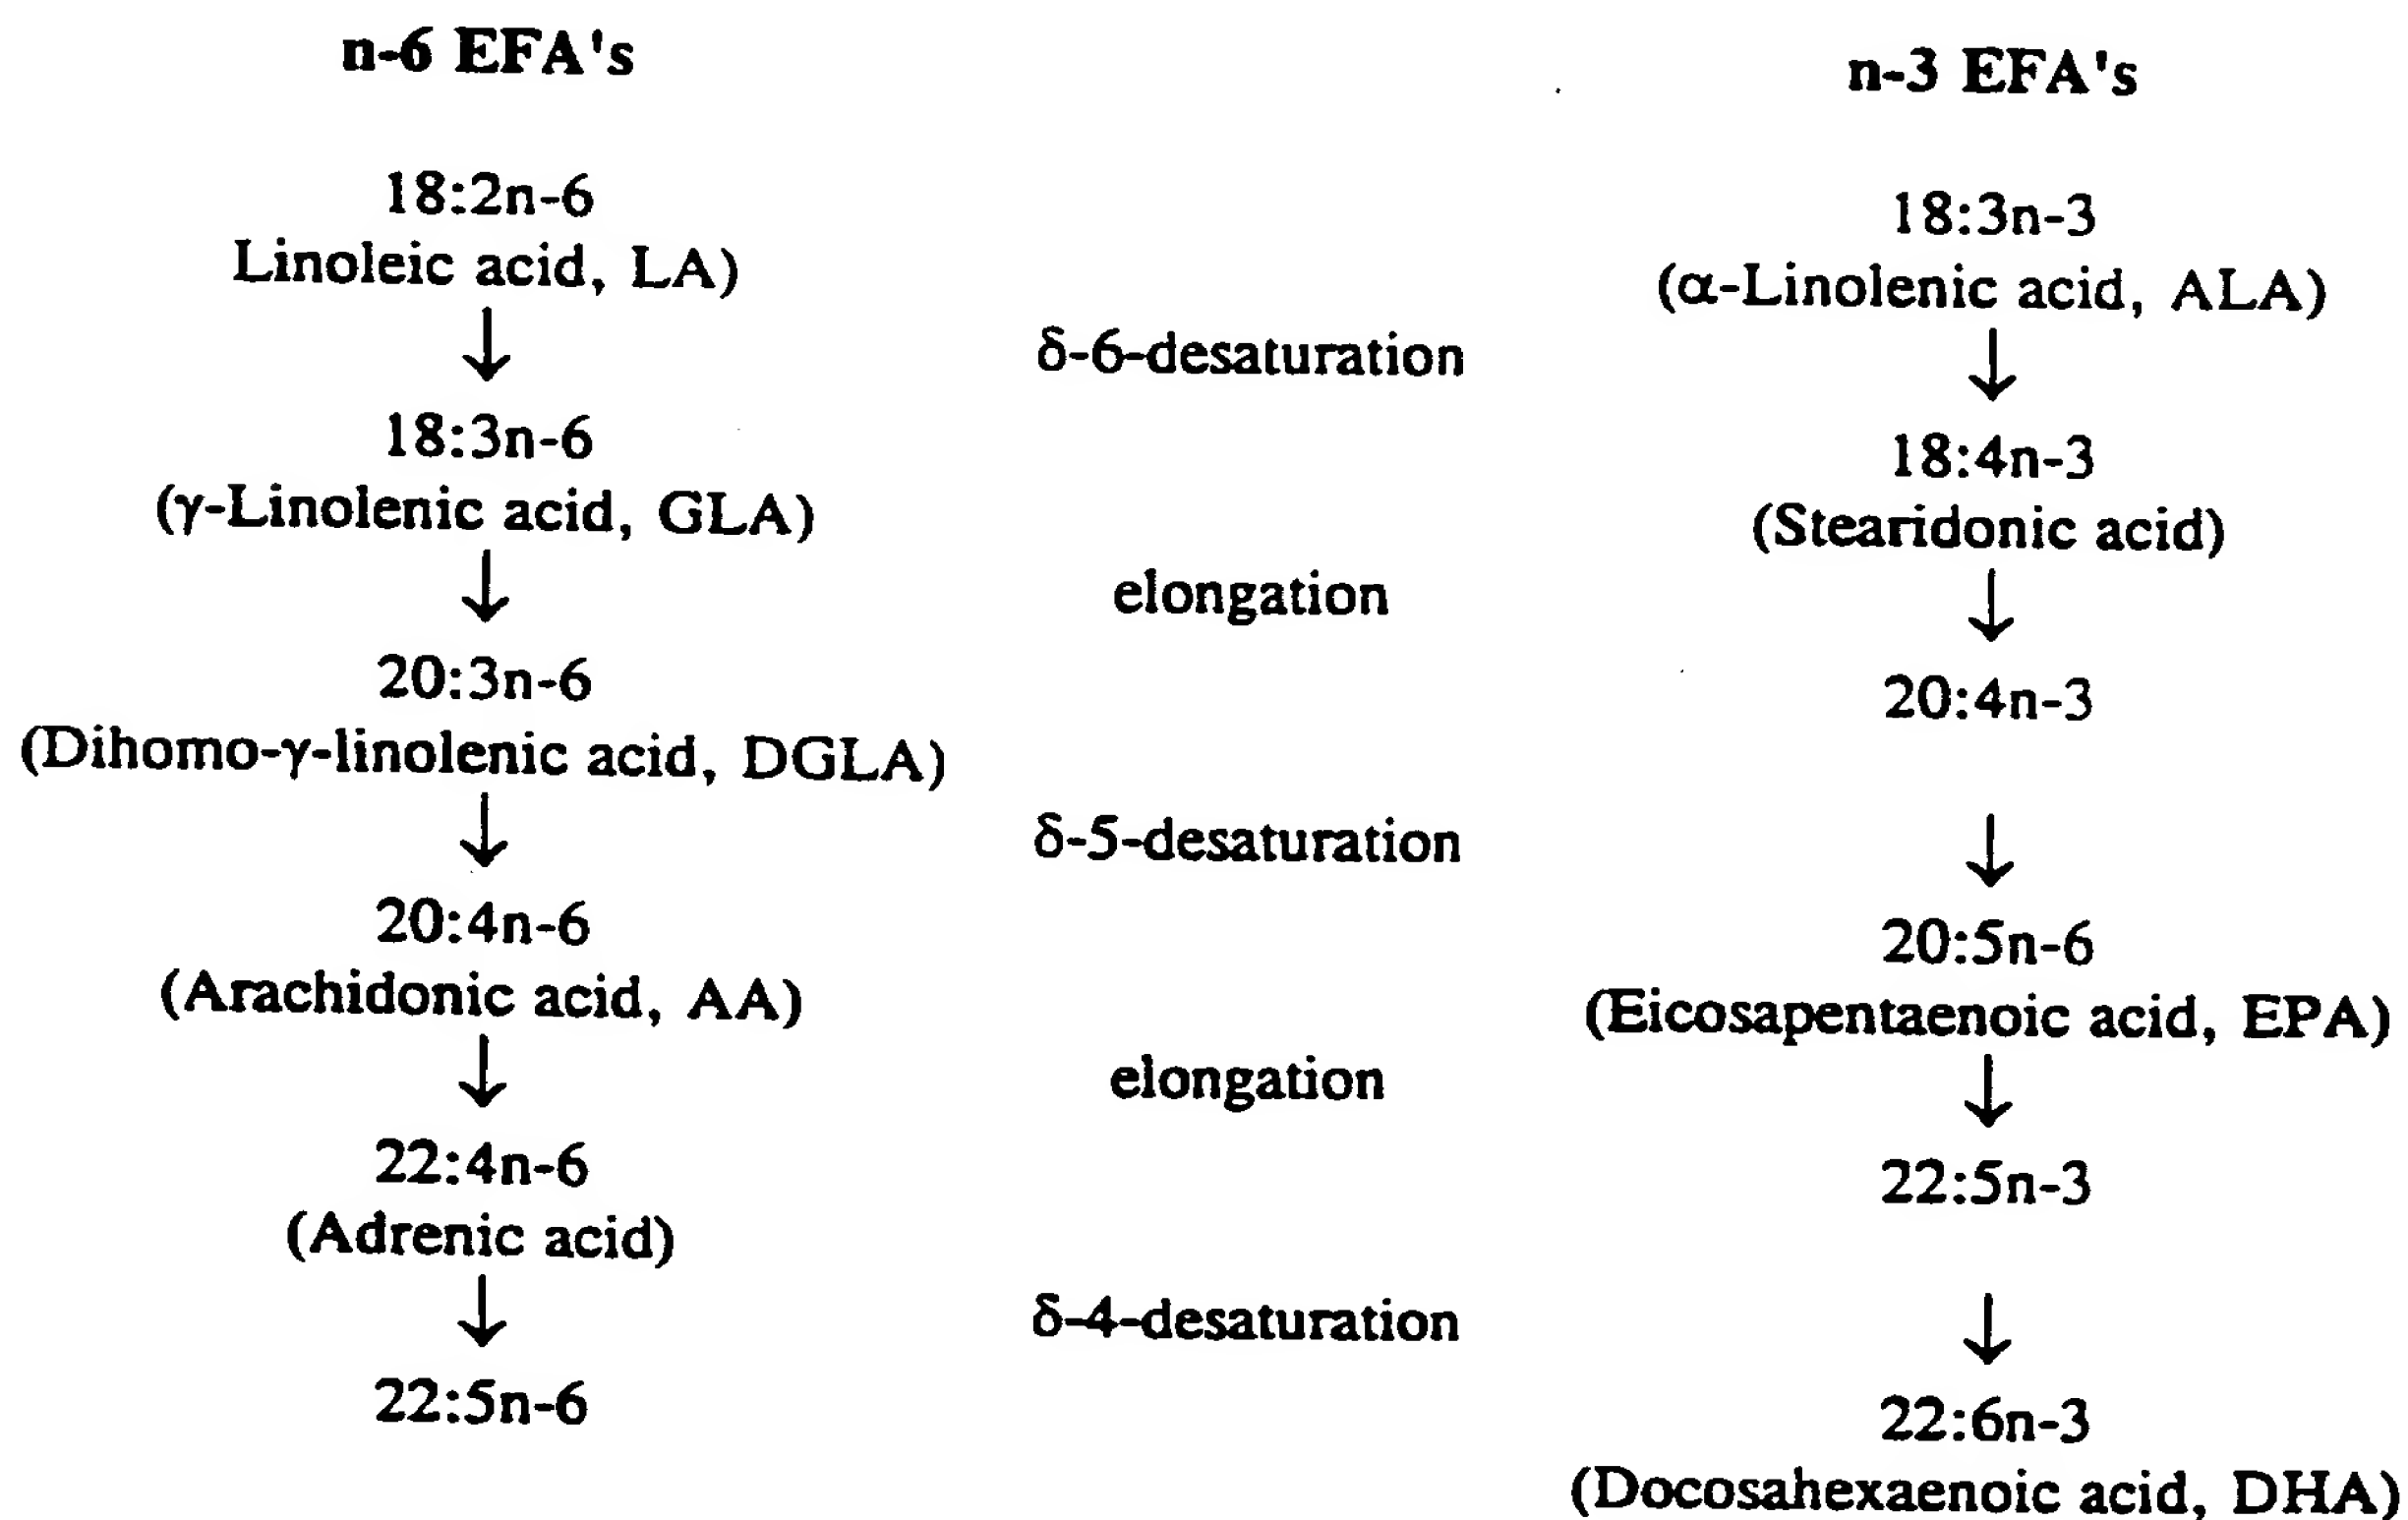 n-6 EFA's
18:2n-6
Linoleic acid, LA)
↓
18:3n-6
(γ-Linolenic acid, GLA)
↓
20:3n-6
(Dihomo-γ-linolenic acid, DGLA)
↓
20:4n-6
(Arachidonic acid, AA)
↓
22:4n-6
(Adrenic acid)
↓
22:5n-6
δ-6-desaturation
elongation
δ-5-desaturation
elongation
δ-4-desaturation
n-3 EFA's
18:3n-3
(α-Linolenic acid, ALA)
↓
18:4n-3
(Stearidonic acid)
↓
20:4n-3
↓
20:5n-6
(Eicosapentaenoic acid, EPA)
↓
22:5n-3
↓
22:6n-3
(Docosahexaenoic acid, DHA)